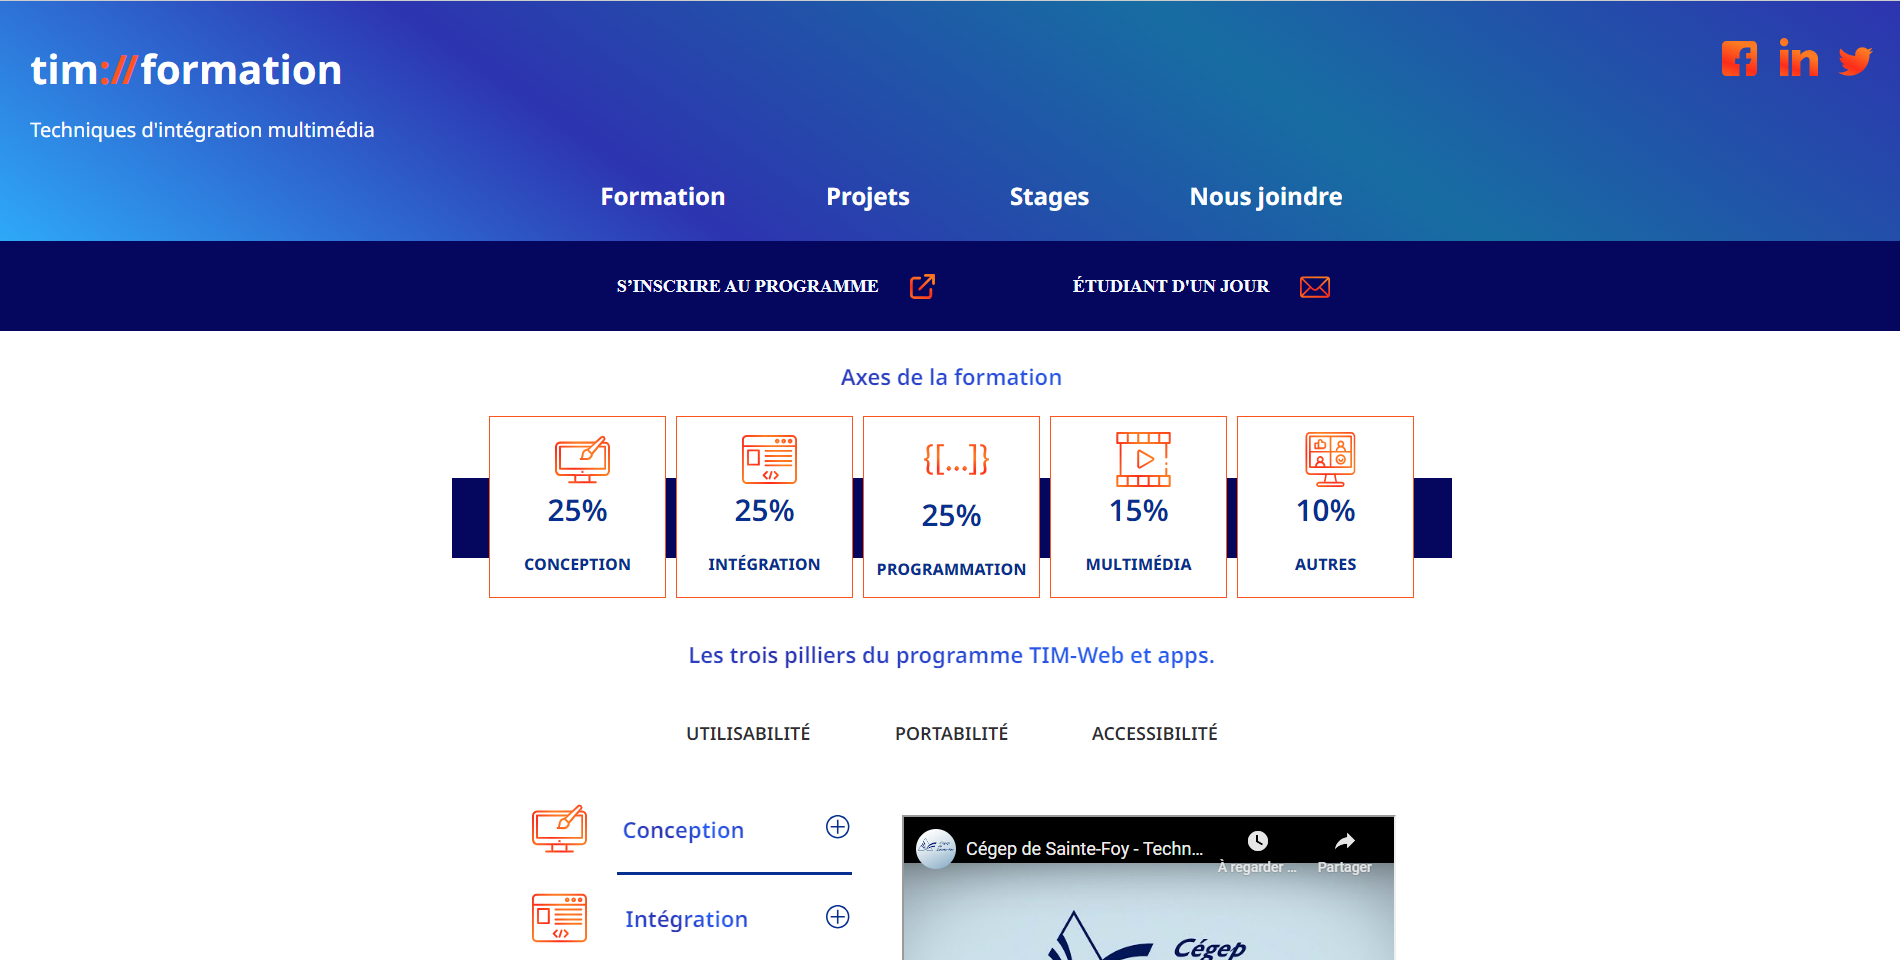 tim://formation
Techniques d'intégration multimédia
Formation Projets Stages Nous joindre
S’INSCRIRE AU PROGRAMME ÉTUDIANT D'UN JOUR
Axes de la formation
{[...]}
25% 25% 25% 15% 10%
CONCEPTION INTÉGRATION PROGRAMMATION MULTIMÉDIA AUTRES
Les trois pilliers du programme TIM-Web et apps.
UTILISABILITÉ PORTABILITÉ ACCESSIBILITÉ
Conception
Intégration
Cégep de Sainte-Foy - Techn...
À regarder ... Partager
Cégep